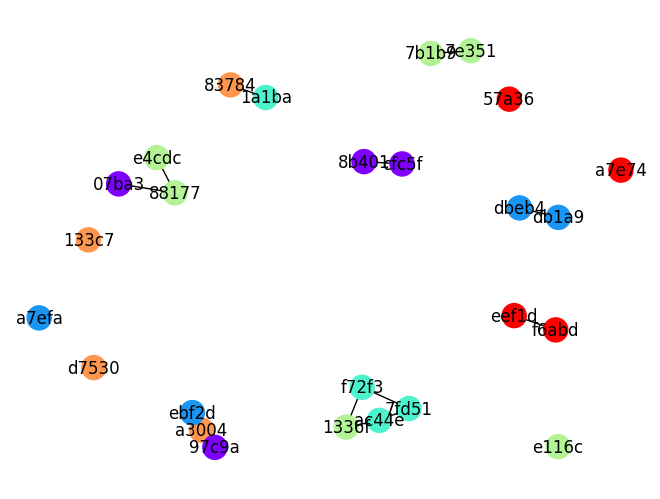 7b1b9
7e351
83784
1a1ba
57a36
e4cdc
8b401
cfc5f
a7e74
07ba3
88177
dbeb4
db1a9
133c7
a7efa
eef1d
f6abd
d7530
f72f3
7fd51
ebf2d
ac44e
a3004
1336f
97c9a
e116c